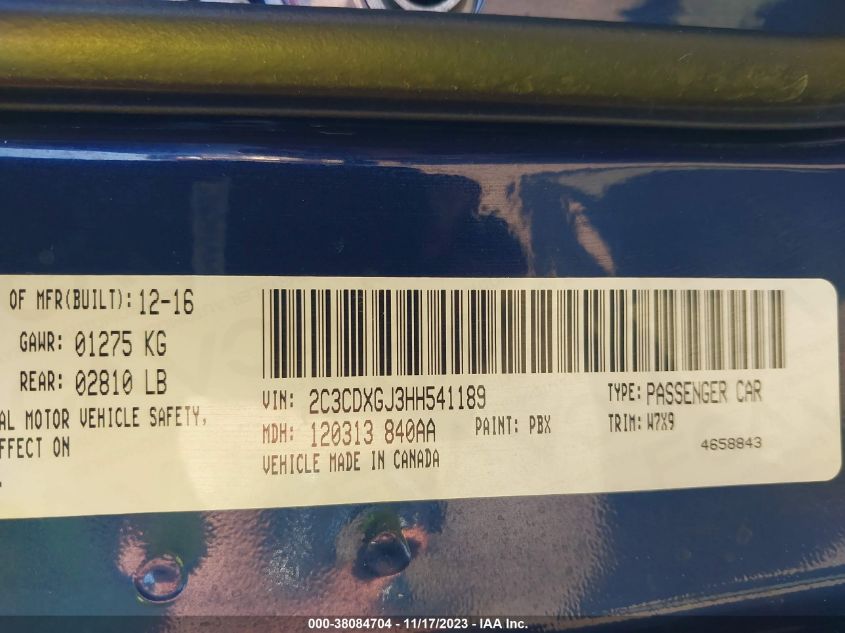 OF MFR(BUILT): 12-16
GAWR: 01275 KG
REAR: 02810 LB
AL MOTOR VEHICLE SAFETY,
FFECT ON
VIN: 2C3CDXGJ3HH541189
TYPE: PASSENGER CAR
MDH: 120313 840AA
PAINT: PBX
TRIM: W7X9
VEHICLE MADE IN CANADA
4658843
000-38084704 - 11/17/2023 - IAA Inc.